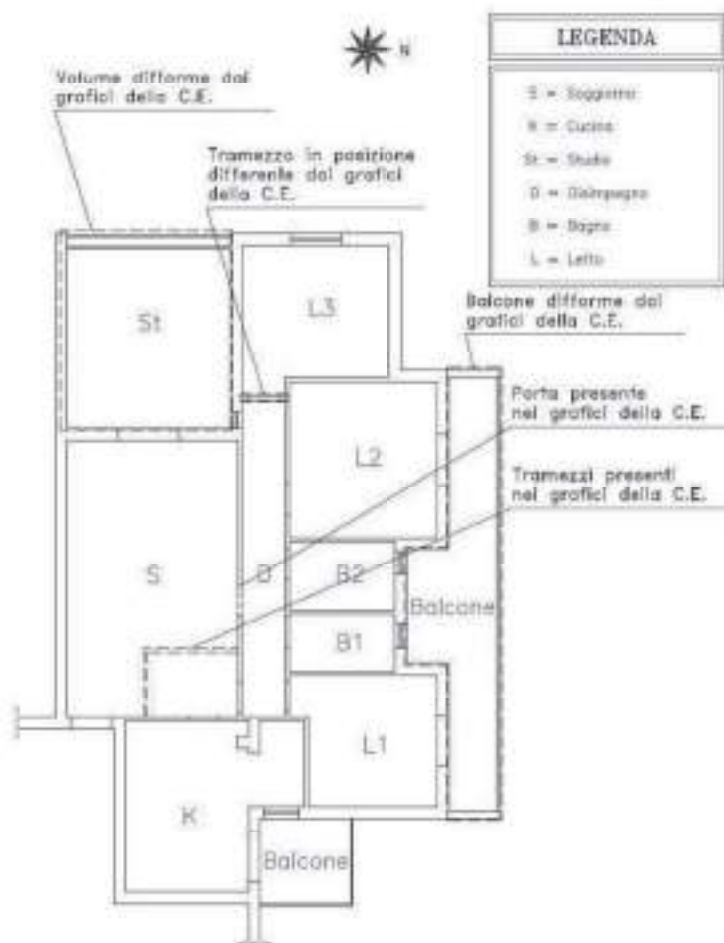 N
LEGENDA
S = Soggiorno
K = Cucina
St = Studio
D = Disimpegno
B = Bagno
L = Letto
Volume difforme dai
grafici della C.E.
Tramezzo in posizione
differente dai grafici
della C.E.
Balcone difforme dai
grafici della C.E.
Porta presente
nei grafici della C.E.
Tramezzi presenti
nei grafici della C.E.
St
L3
L2
S
D
B2
Balcone
B1
L1
K
Balcone